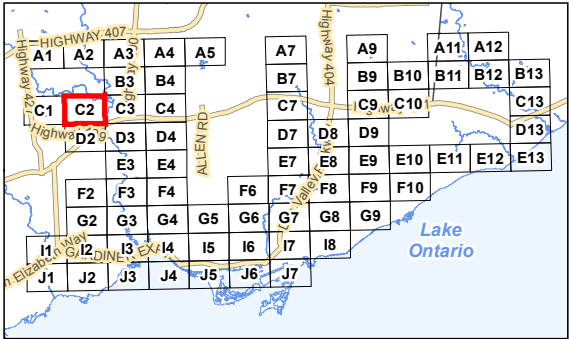 HIGHWAY 407
A1 A2 A3 A4 A5 A7 A9 A11 A12
Highway 404
B3 B4 B7 B9 B10 B11 B12 B13
Highway 42
C1 C2 C3 C4 C7 C9 C10 C13
D2 D3 D4 D7 D8 D9 D13
ALLEN RD
E3 E4 E7 E8 E9 E10 E11 E12 E13
F2 F3 F4 F6 F7 F8 F9 F10
G2 G3 G4 G5 G6 G7 G8 G9
Lake
Ontario
I1 I2 I3 I4 I5 I6 I7 I8
J1 J2 J3 J4 J5 J6 J7